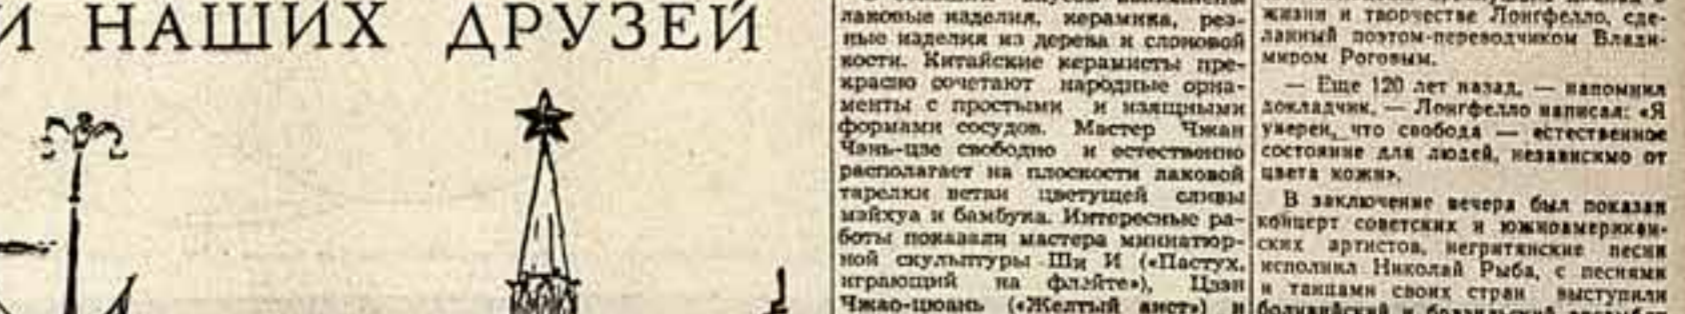 И НАШИХ ДРУЗЕЙ
лаковые изделия, керамика, рез-
ные изделия из дерева и слоновой
кости. Китайские керамисты пре-
красно сочетают народные орна-
менты с простыми и изящными
формами сосудов. Мастер Чжан
Чэнь-цзе свободно и естественно
располагает на плоскости лаковой
тарелки ветви цветущей сливы
мэйхуа и бамбука. Интересные ра-
боты показали мастера миниатюр-
ной скульптуры Ши И («Пастух,
играющий на флейте»), Цзян
Чжао-цюань («Желтый аист») и
жизни и творчестве Лонгфелло, сде-
ланный поэтом-переводчиком Влади-
миром Роговым.
— Еще 120 лет назад, — напомнил
докладчик, — Лонгфелло написал: «Я
уверен, что свобода — естественное
состояние для людей, независимо от
цвета кожи».
В заключение вечера был показан
концерт советских и южноамерикан-
ских артистов, негритянские песни
исполнил Николай Рыба, с песнями
и танцами своих стран выступили
боливийский и бразильский